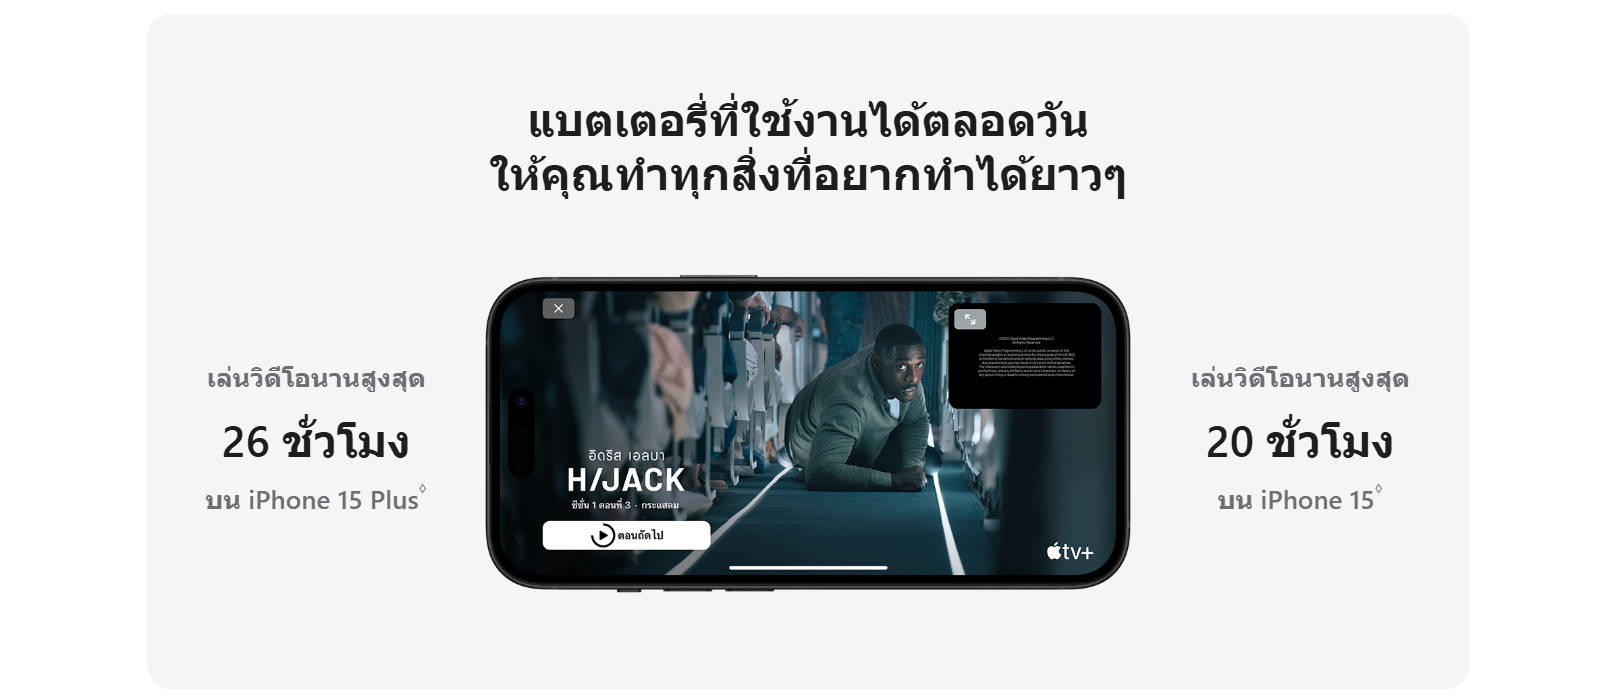 แบตเตอรี่ที่ใช้งานได้ตลอดวัน
ให้คุณทำทุกสิ่งที่อยากทำได้ยาวๆ
เล่นวิดีโอนานสูงสุด
26 ชั่วโมง
บน iPhone 15 Plus◊
อิดริส เอลบา
H/JACK
ซีซั่น 1 ตอนที่ 3 · กระแสลม
ตอนถัดไป
tv+
เล่นวิดีโอนานสูงสุด
20 ชั่วโมง
บน iPhone 15◊